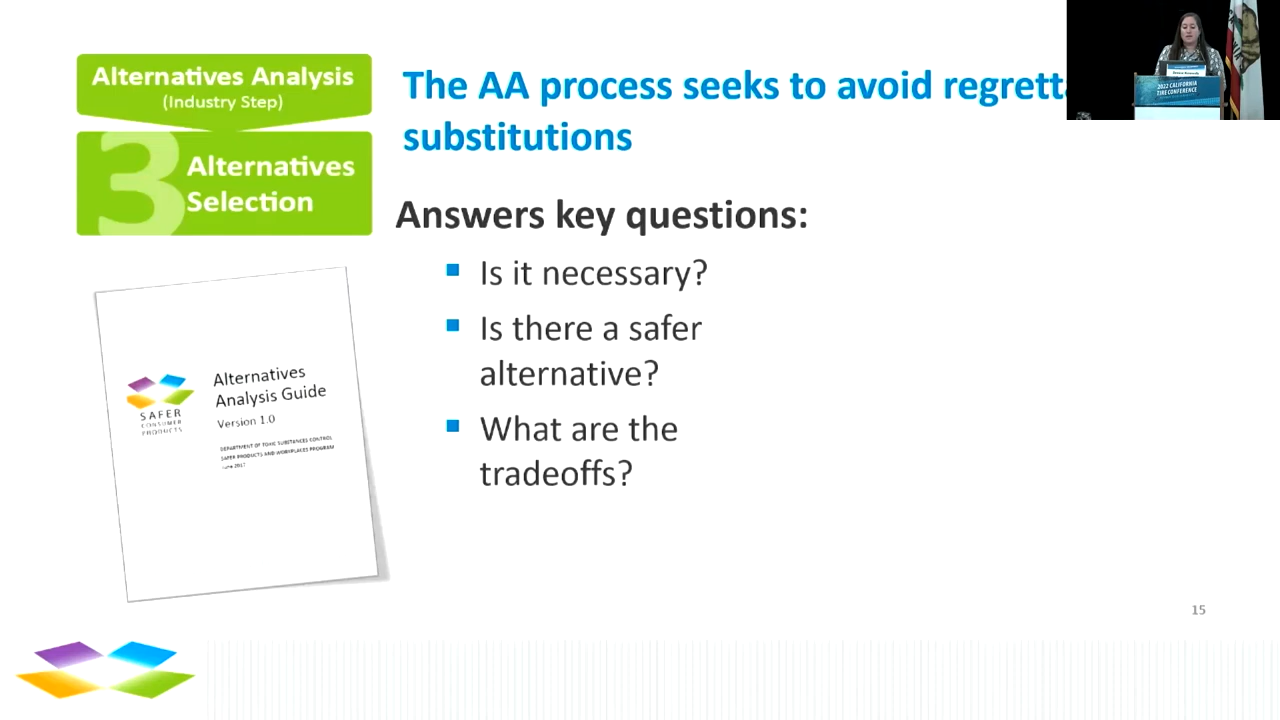 Alternatives Analysis
(Industry Step)
3
Alternatives
Selection
The AA process seeks to avoid regretta
substitutions
Answers key questions:
Is it necessary?
Is there a safer
alternative?
What are the
tradeoffs?
Alternatives
Analysis Guide
Version 1.0
DEPARTMENT OF TOXIC SUBSTANCES CONTROL
SAFER PRODUCTS AND WORKPLACES PROGRAM
June 2017
SAFER
CONSUMER
PRODUCTS
2022 CALIFORNIA
TIRE CONFERENCE
15